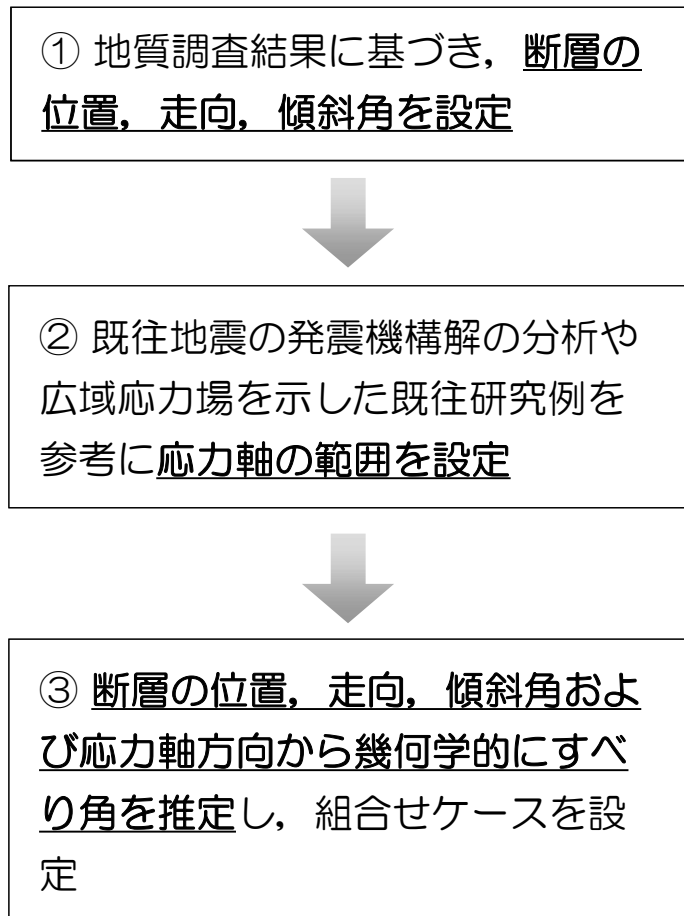 ① 地質調査結果に基づき，断層の
位置，走向，傾斜角を設定
② 既往地震の発震機構解の分析や
広域応力場を示した既往研究例を
参考に応力軸の範囲を設定
③ 断層の位置，走向，傾斜角およ
び応力軸方向から幾何学的にすべ
り角を推定し，組合せケースを設
定